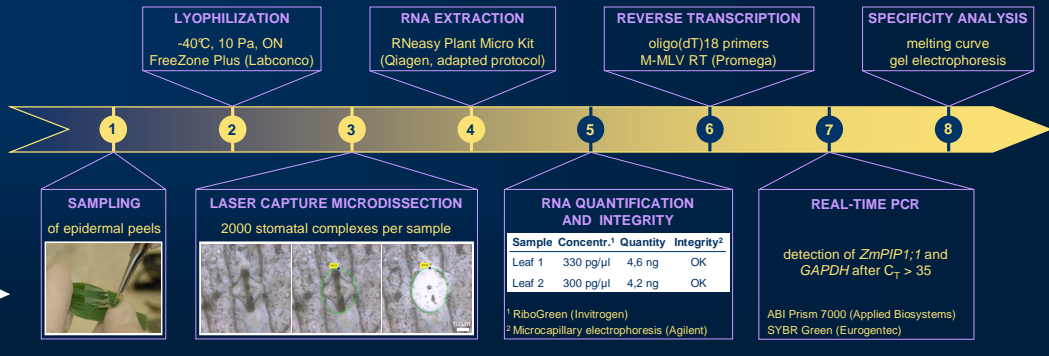 LYOPHILIZATION
-40°C, 10 Pa, ON
FreeZone Plus (Labconco)
RNA EXTRACTION
RNeasy Plant Micro Kit
(Qiagen, adapted protocol)
REVERSE TRANSCRIPTION
oligo(dT)18 primers
M-MLV RT (Promega)
SPECIFICITY ANALYSIS
melting curve
gel electrophoresis
1 2 3 4 5 6 7 8
SAMPLING
of epidermal peels
LASER CAPTURE MICRODISSECTION
2000 stomatal complexes per sample
RNA QUANTIFICATION
AND INTEGRITY
Sample Concentr.¹ Quantity Integrity²
Leaf 1 330 pg/µl 4,6 ng OK
Leaf 2 300 pg/µl 4,2 ng OK
¹ RiboGreen (Invitrogen)
² Microcapillary electrophoresis (Agilent)
REAL-TIME PCR
detection of ZmPIP1;1 and
GAPDH after CT > 35
ABI Prism 7000 (Applied Biosystems)
SYBR Green (Eurogentec)